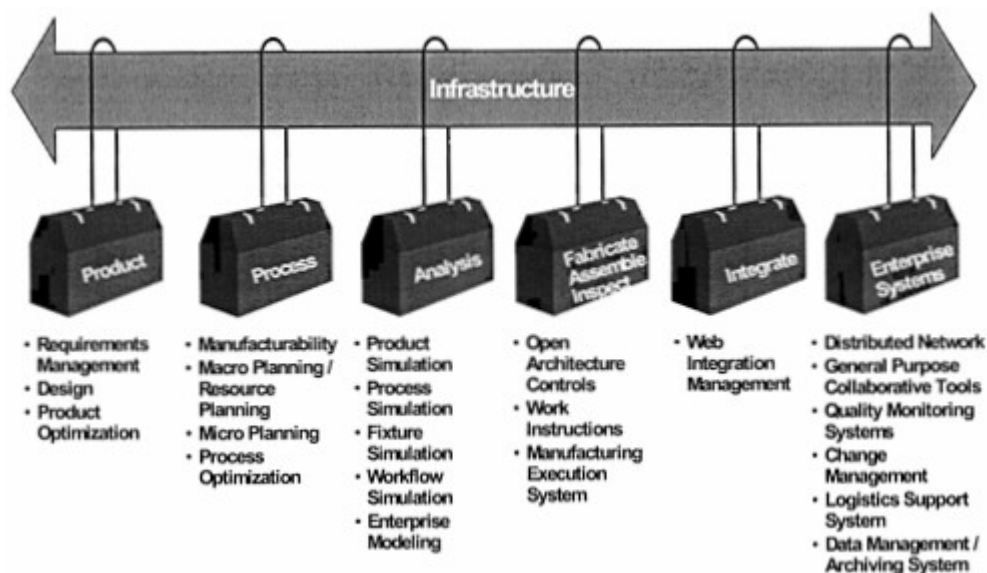 Infrastructure
Product
Process
Analysis
Fabricate
Assemble
Inspect
Integrate
Enterprise
Systems
• Requirements
Management
• Design
• Product
Optimization
• Manufacturability
• Macro Planning /
Resource
Planning
• Micro Planning
• Process
Optimization
• Product
Simulation
• Process
Simulation
• Fixture
Simulation
• Workflow
Simulation
• Enterprise
Modeling
• Open
Architecture
Controls
• Work
Instructions
• Manufacturing
Execution
System
• Web
Integration
Management
• Distributed Network
• General Purpose
Collaborative Tools
• Quality Monitoring
Systems
• Change
Management
• Logistics Support
System
• Data Management /
Archiving System